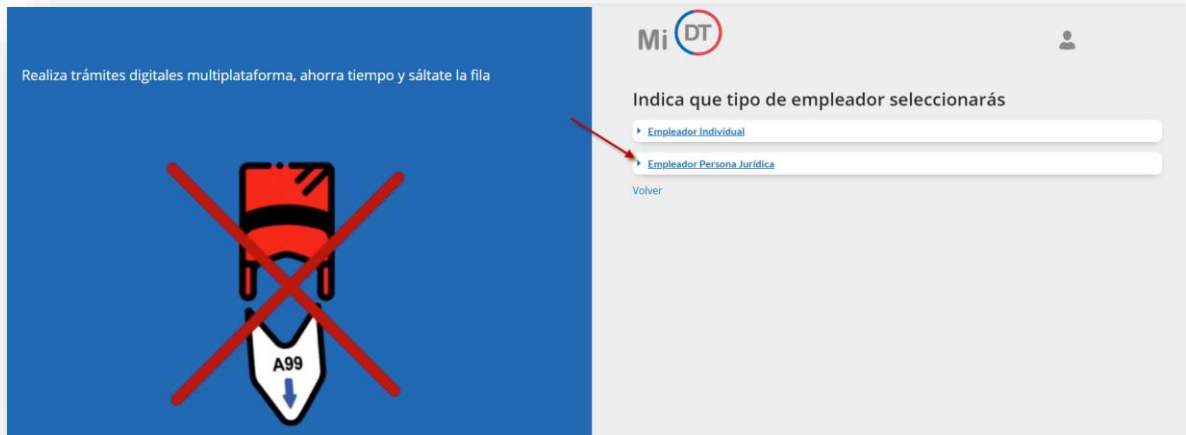 Realiza trámites digitales multiplataforma, ahorra tiempo y sáltate la fila
A99
Mi DT
Indica que tipo de empleador seleccionarás
Empleador Individual
Empleador Persona Jurídica
Volver